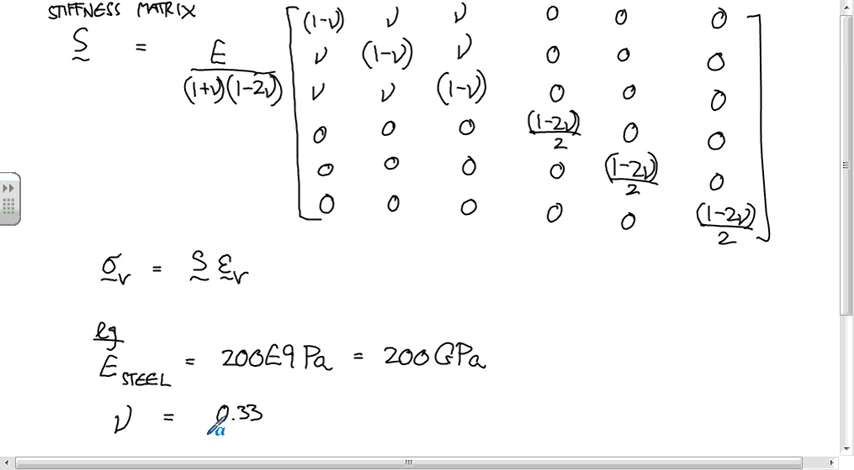 STIFFNESS MATRIX
S = E / (1+ν)(1-2ν) [ (1-ν) ν ν 0 0 0
ν (1-ν) ν 0 0 0
ν ν (1-ν) 0 0 0
0 0 0 (1-2ν)/2 0 0
0 0 0 0 (1-2ν)/2 0
0 0 0 0 0 (1-2ν)/2 ]
σv = S εv
eg
E STEEL = 200E9 Pa = 200 GPa
ν = 0.33